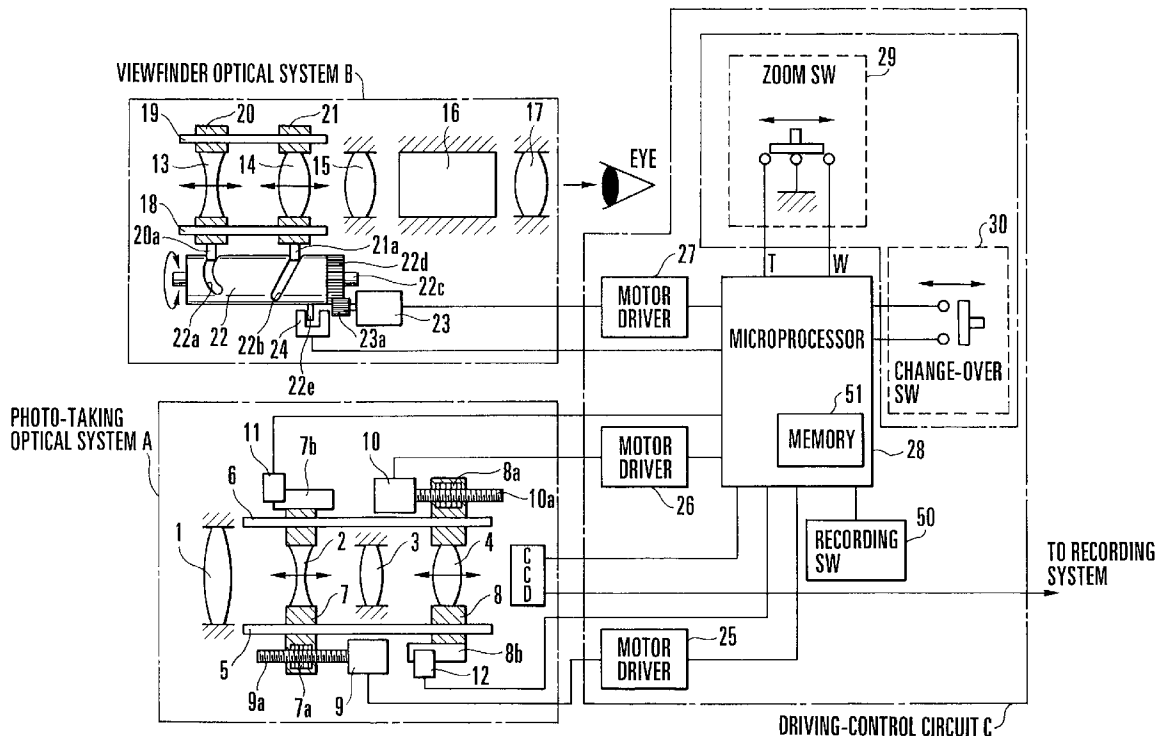 VIEWFINDER OPTICAL SYSTEM B
20
21
16
17
19
13
14
15
EYE
18
20a
21a
22d
22c
22a
22
22b
24
23a
23
22e
29
ZOOM SW
30
T
W
27
MOTOR
DRIVER
MICROPROCESSOR
CHANGE-OVER
SW
51
MEMORY
28
PHOTO-TAKING
OPTICAL SYSTEM A
11
7b
10
8a
10a
6
MOTOR
DRIVER
26
1
2
3
4
CCD
50
RECORDING
SW
TO RECORDING
SYSTEM
7
8
5
8b
25
MOTOR
DRIVER
9a
7a
9
12
DRIVING-CONTROL CIRCUIT C